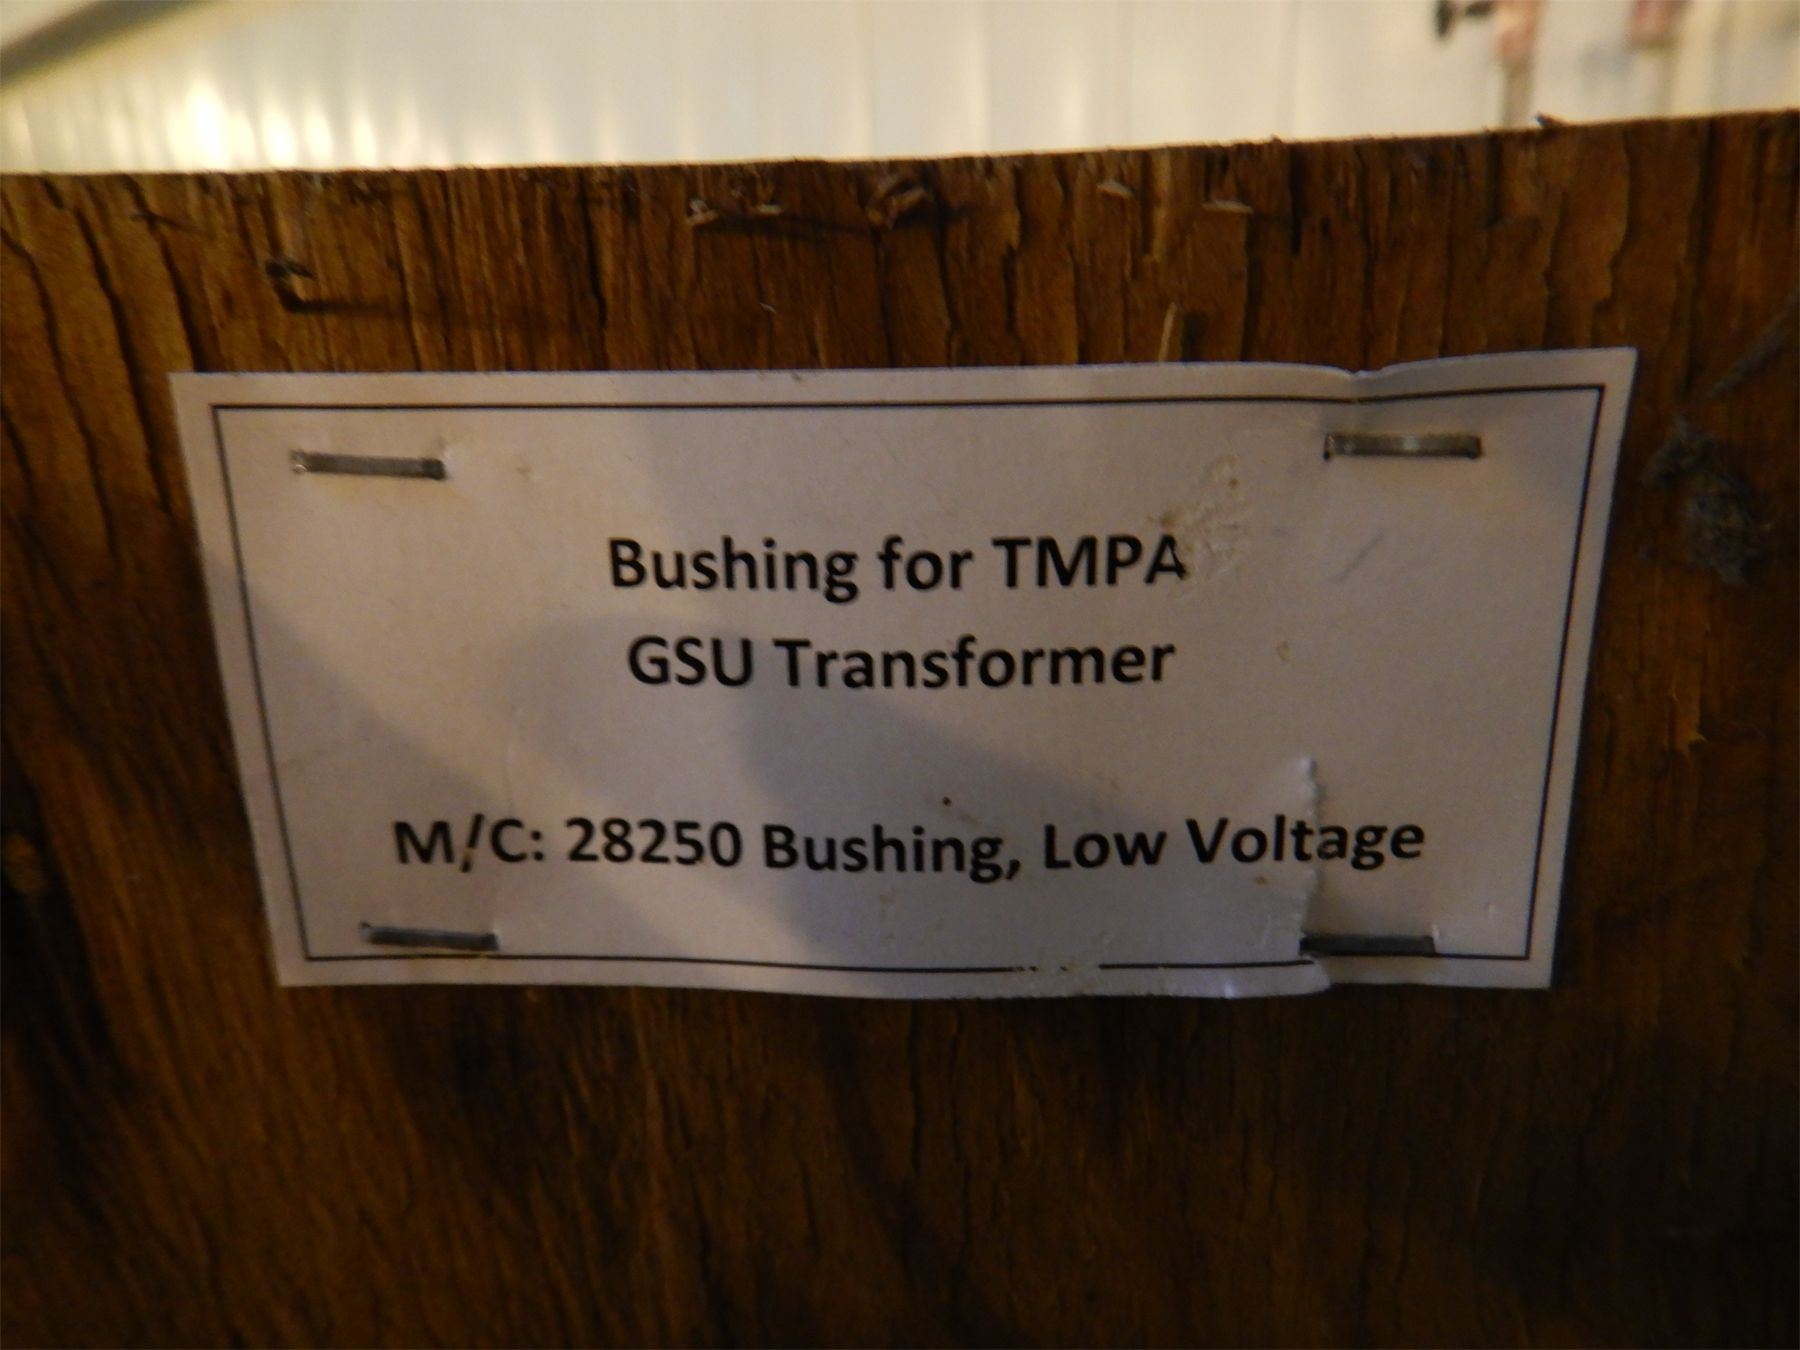 Bushing for TMPA
GSU Transformer
M/C: 28250 Bushing, Low Voltage